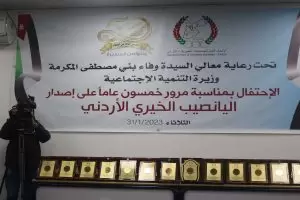 تحت رعاية معالي السيدة وفاء بني مصطفى المكرمة
وزيرة التنمية الإجتماعية
الإحتفال بمناسبة مرور خمسون عاماً على إصدار
اليانصيب الخيري الأردني
الثلاثاء 31/1/2023